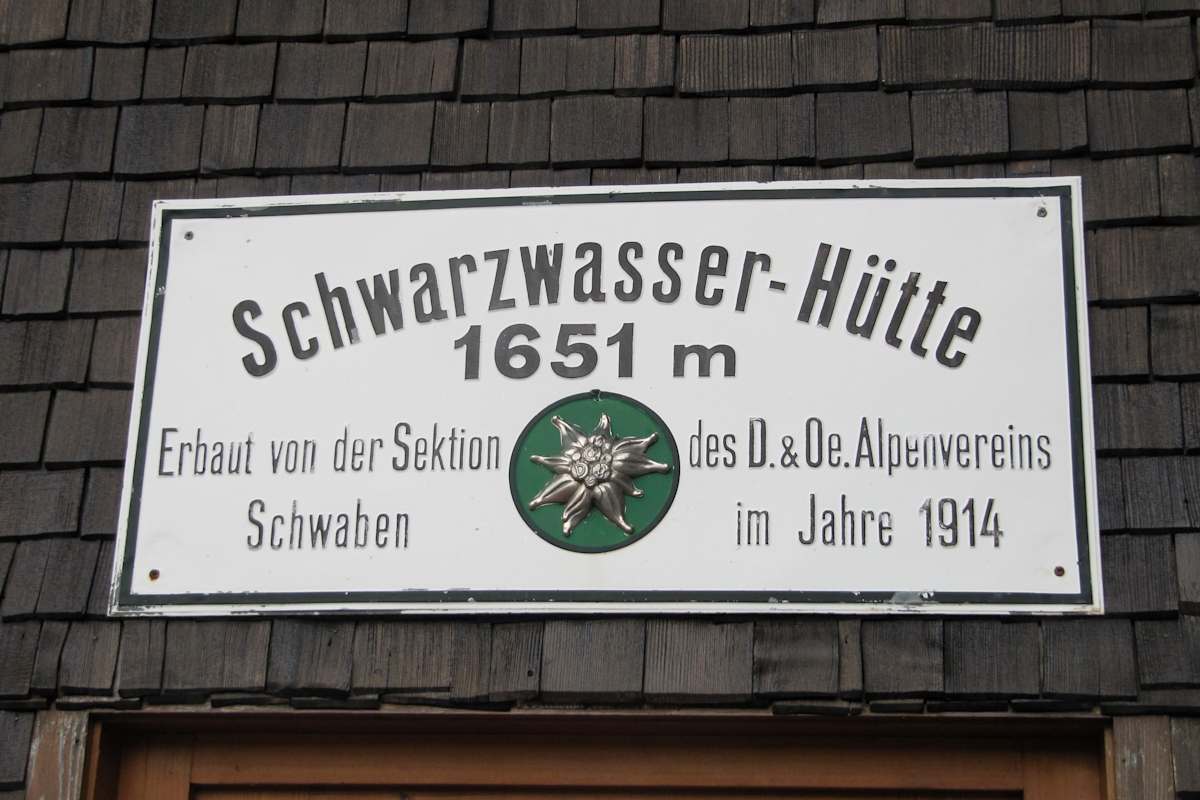 Schwarzwasser-Hütte
1651 m
Erbaut von der Sektion des D. & Oe. Alpenvereins
Schwaben im Jahre 1914